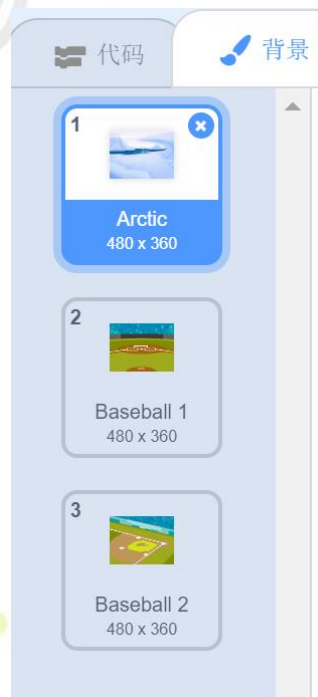 代码
背景
1
Arctic
480 x 360
2
Baseball 1
480 x 360
3
Baseball 2
480 x 360